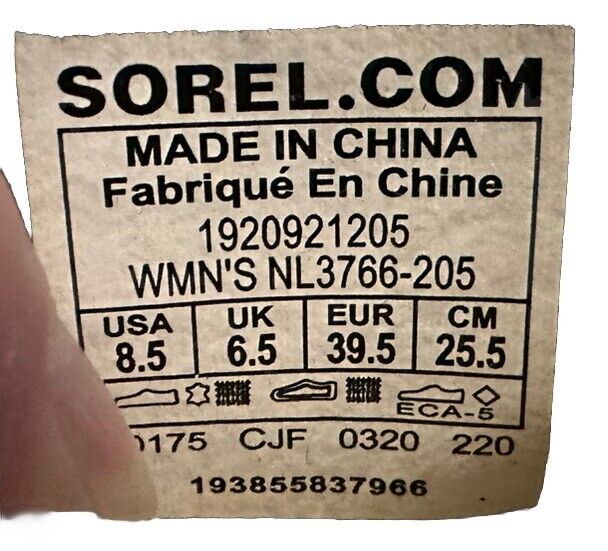 SOREL.COM
MADE IN CHINA
Fabriqué En Chine
1920921205
WMN'S NL3766-205
USA UK EUR CM
8.5 6.5 39.5 25.5
ECA-5
CJF 0320 220
193855837966